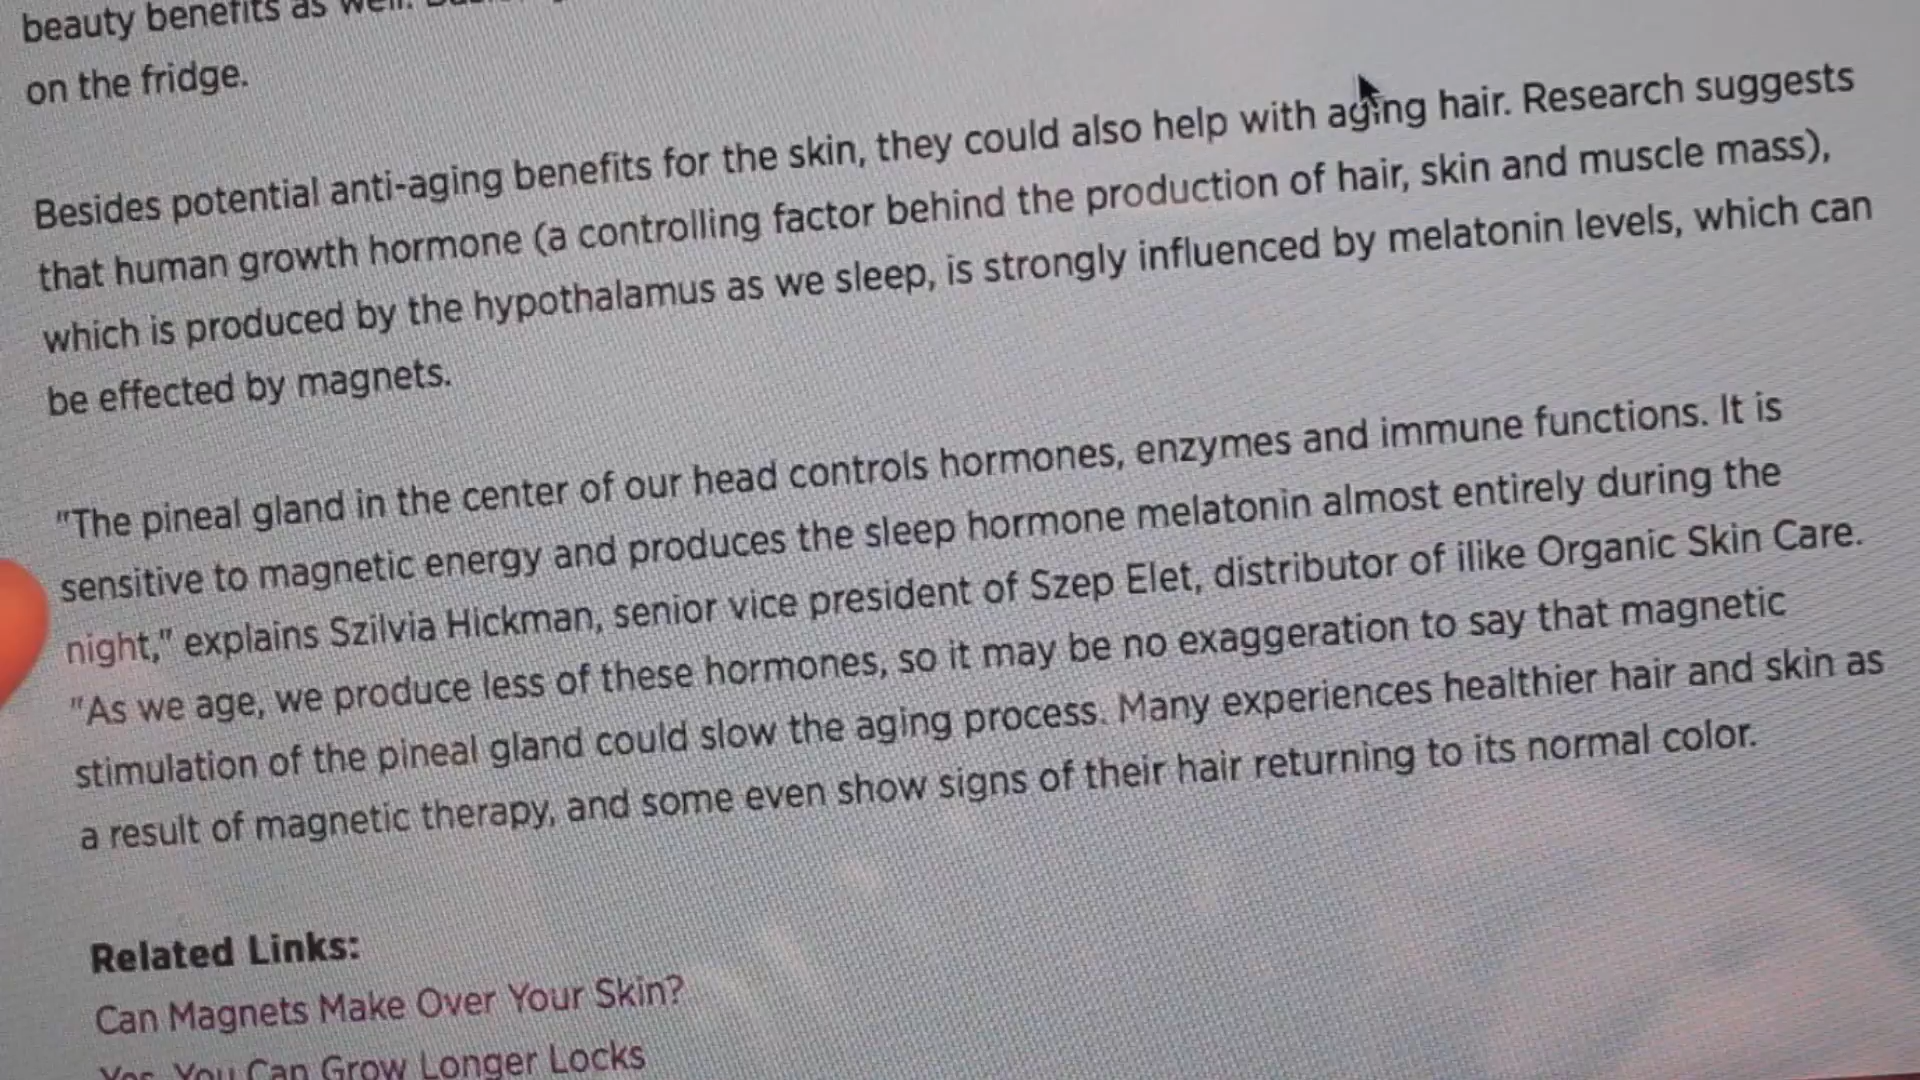 beauty benefits as well.
on the fridge.
Besides potential anti-aging benefits for the skin, they could also help with aging hair. Research suggests
that human growth hormone (a controlling factor behind the production of hair, skin and muscle mass),
which is produced by the hypothalamus as we sleep, is strongly influenced by melatonin levels, which can
be effected by magnets.
"The pineal gland in the center of our head controls hormones, enzymes and immune functions. It is
sensitive to magnetic energy and produces the sleep hormone melatonin almost entirely during the
night," explains Szilvia Hickman, senior vice president of Szep Elet, distributor of ilike Organic Skin Care.
"As we age, we produce less of these hormones, so it may be no exaggeration to say that magnetic
stimulation of the pineal gland could slow the aging process. Many experiences healthier hair and skin as
a result of magnetic therapy, and some even show signs of their hair returning to its normal color.
Related Links:
Can Magnets Make Over Your Skin?
Yes, You Can Grow Longer Locks